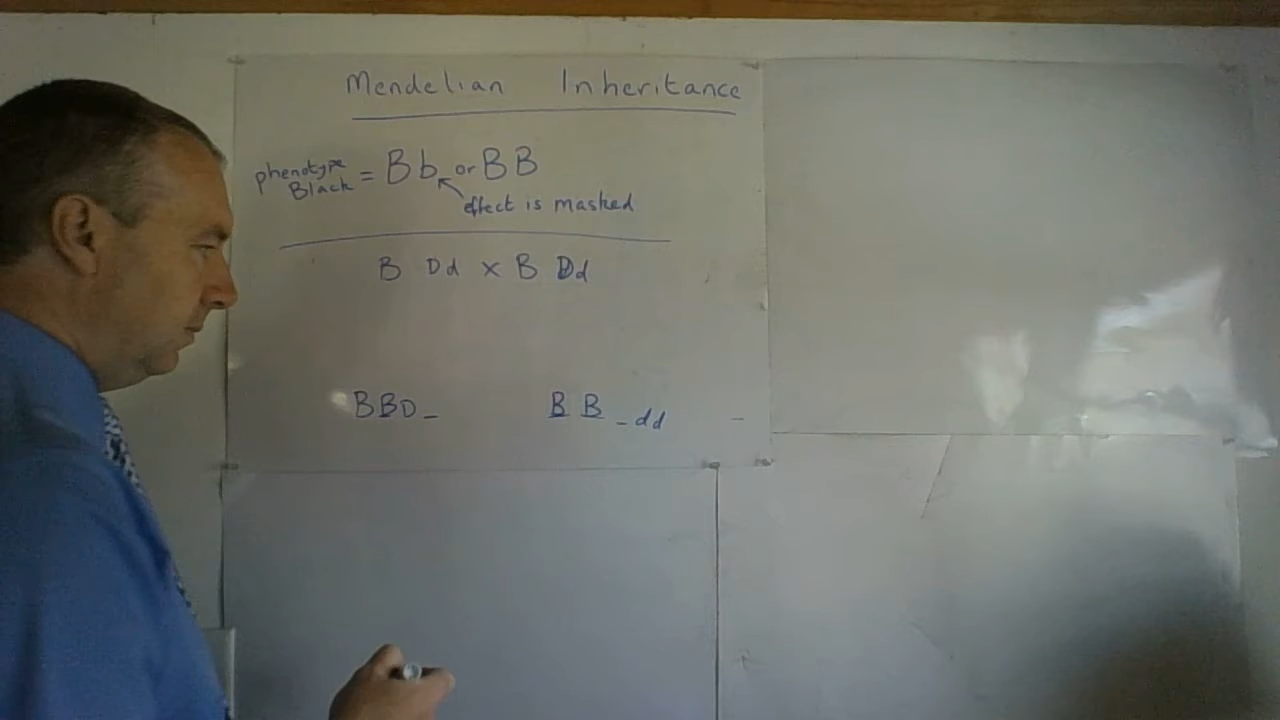 Mendelian Inheritance
phenotype
Black = Bb or BB
effect is masked
B Dd x B Dd
BBD_ BB_dd